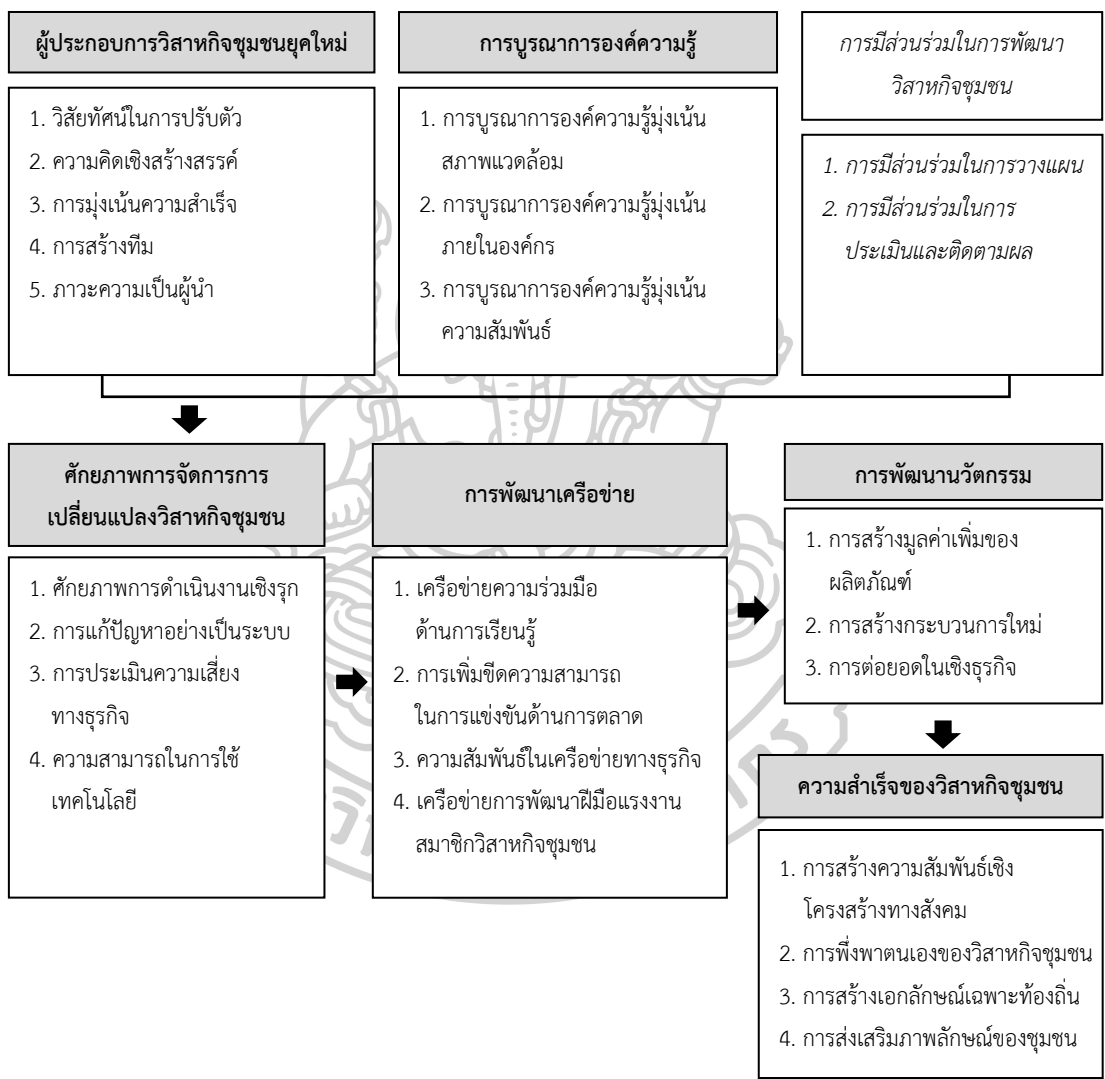 ผู้ประกอบการวิสาหกิจชุมชนยุคใหม่
1. วิสัยทัศน์ในการปรับตัว
2. ความคิดเชิงสร้างสรรค์
3. การมุ่งเน้นความสำเร็จ
4. การสร้างทีม
5. ภาวะความเป็นผู้นำ
การบูรณาการองค์ความรู้
1. การบูรณาการองค์ความรู้มุ่งเน้น
สภาพแวดล้อม
2. การบูรณาการองค์ความรู้มุ่งเน้น
ภายในองค์กร
3. การบูรณาการองค์ความรู้มุ่งเน้น
ความสัมพันธ์
การมีส่วนร่วมในการพัฒนา
วิสาหกิจชุมชน
1. การมีส่วนร่วมในการวางแผน
2. การมีส่วนร่วมในการ
ประเมินและติดตามผล
ศักยภาพการจัดการการ
เปลี่ยนแปลงวิสาหกิจชุมชน
1. ศักยภาพการดำเนินงานเชิงรุก
2. การแก้ปัญหาอย่างเป็นระบบ
3. การประเมินความเสี่ยง
ทางธุรกิจ
4. ความสามารถในการใช้
เทคโนโลยี
การพัฒนาเครือข่าย
1. เครือข่ายความร่วมมือ
ด้านการเรียนรู้
2. การเพิ่มขีดความสามารถ
ในการแข่งขันด้านการตลาด
3. ความสัมพันธ์ในเครือข่ายทางธุรกิจ
4. เครือข่ายการพัฒนาฝีมือแรงงาน
สมาชิกวิสาหกิจชุมชน
การพัฒนานวัตกรรม
1. การสร้างมูลค่าเพิ่มของ
ผลิตภัณฑ์
2. การสร้างกระบวนการใหม่
3. การต่อยอดในเชิงธุรกิจ
ความสำเร็จของวิสาหกิจชุมชน
1. การสร้างความสัมพันธ์เชิง
โครงสร้างทางสังคม
2. การพึ่งพาตนเองของวิสาหกิจชุมชน
3. การสร้างเอกลักษณ์เฉพาะท้องถิ่น
4. การส่งเสริมภาพลักษณ์ของชุมชน